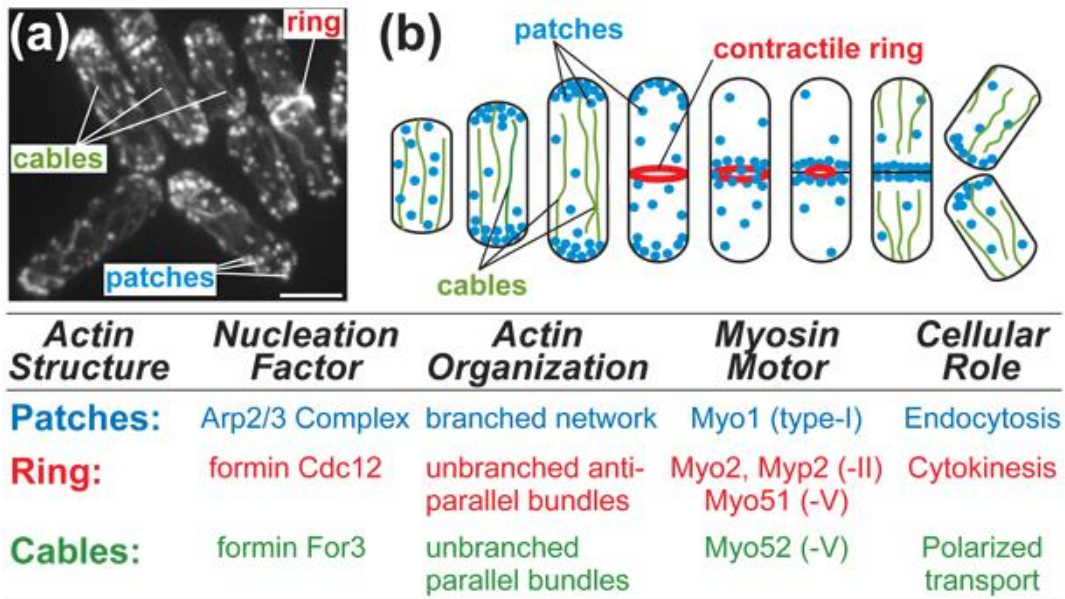 (a)
ring
cables
patches
(b)
patches
contractile ring
cables
Actin Structure
Nucleation Factor
Actin Organization
Myosin Motor
Cellular Role
Patches:
Arp2/3 Complex
branched network
Myo1 (type-I)
Endocytosis
Ring:
formin Cdc12
unbranched anti-
parallel bundles
Myo2, Myp2 (-II)
Myo51 (-V)
Cytokinesis
Cables:
formin For3
unbranched
parallel bundles
Myo52 (-V)
Polarized
transport